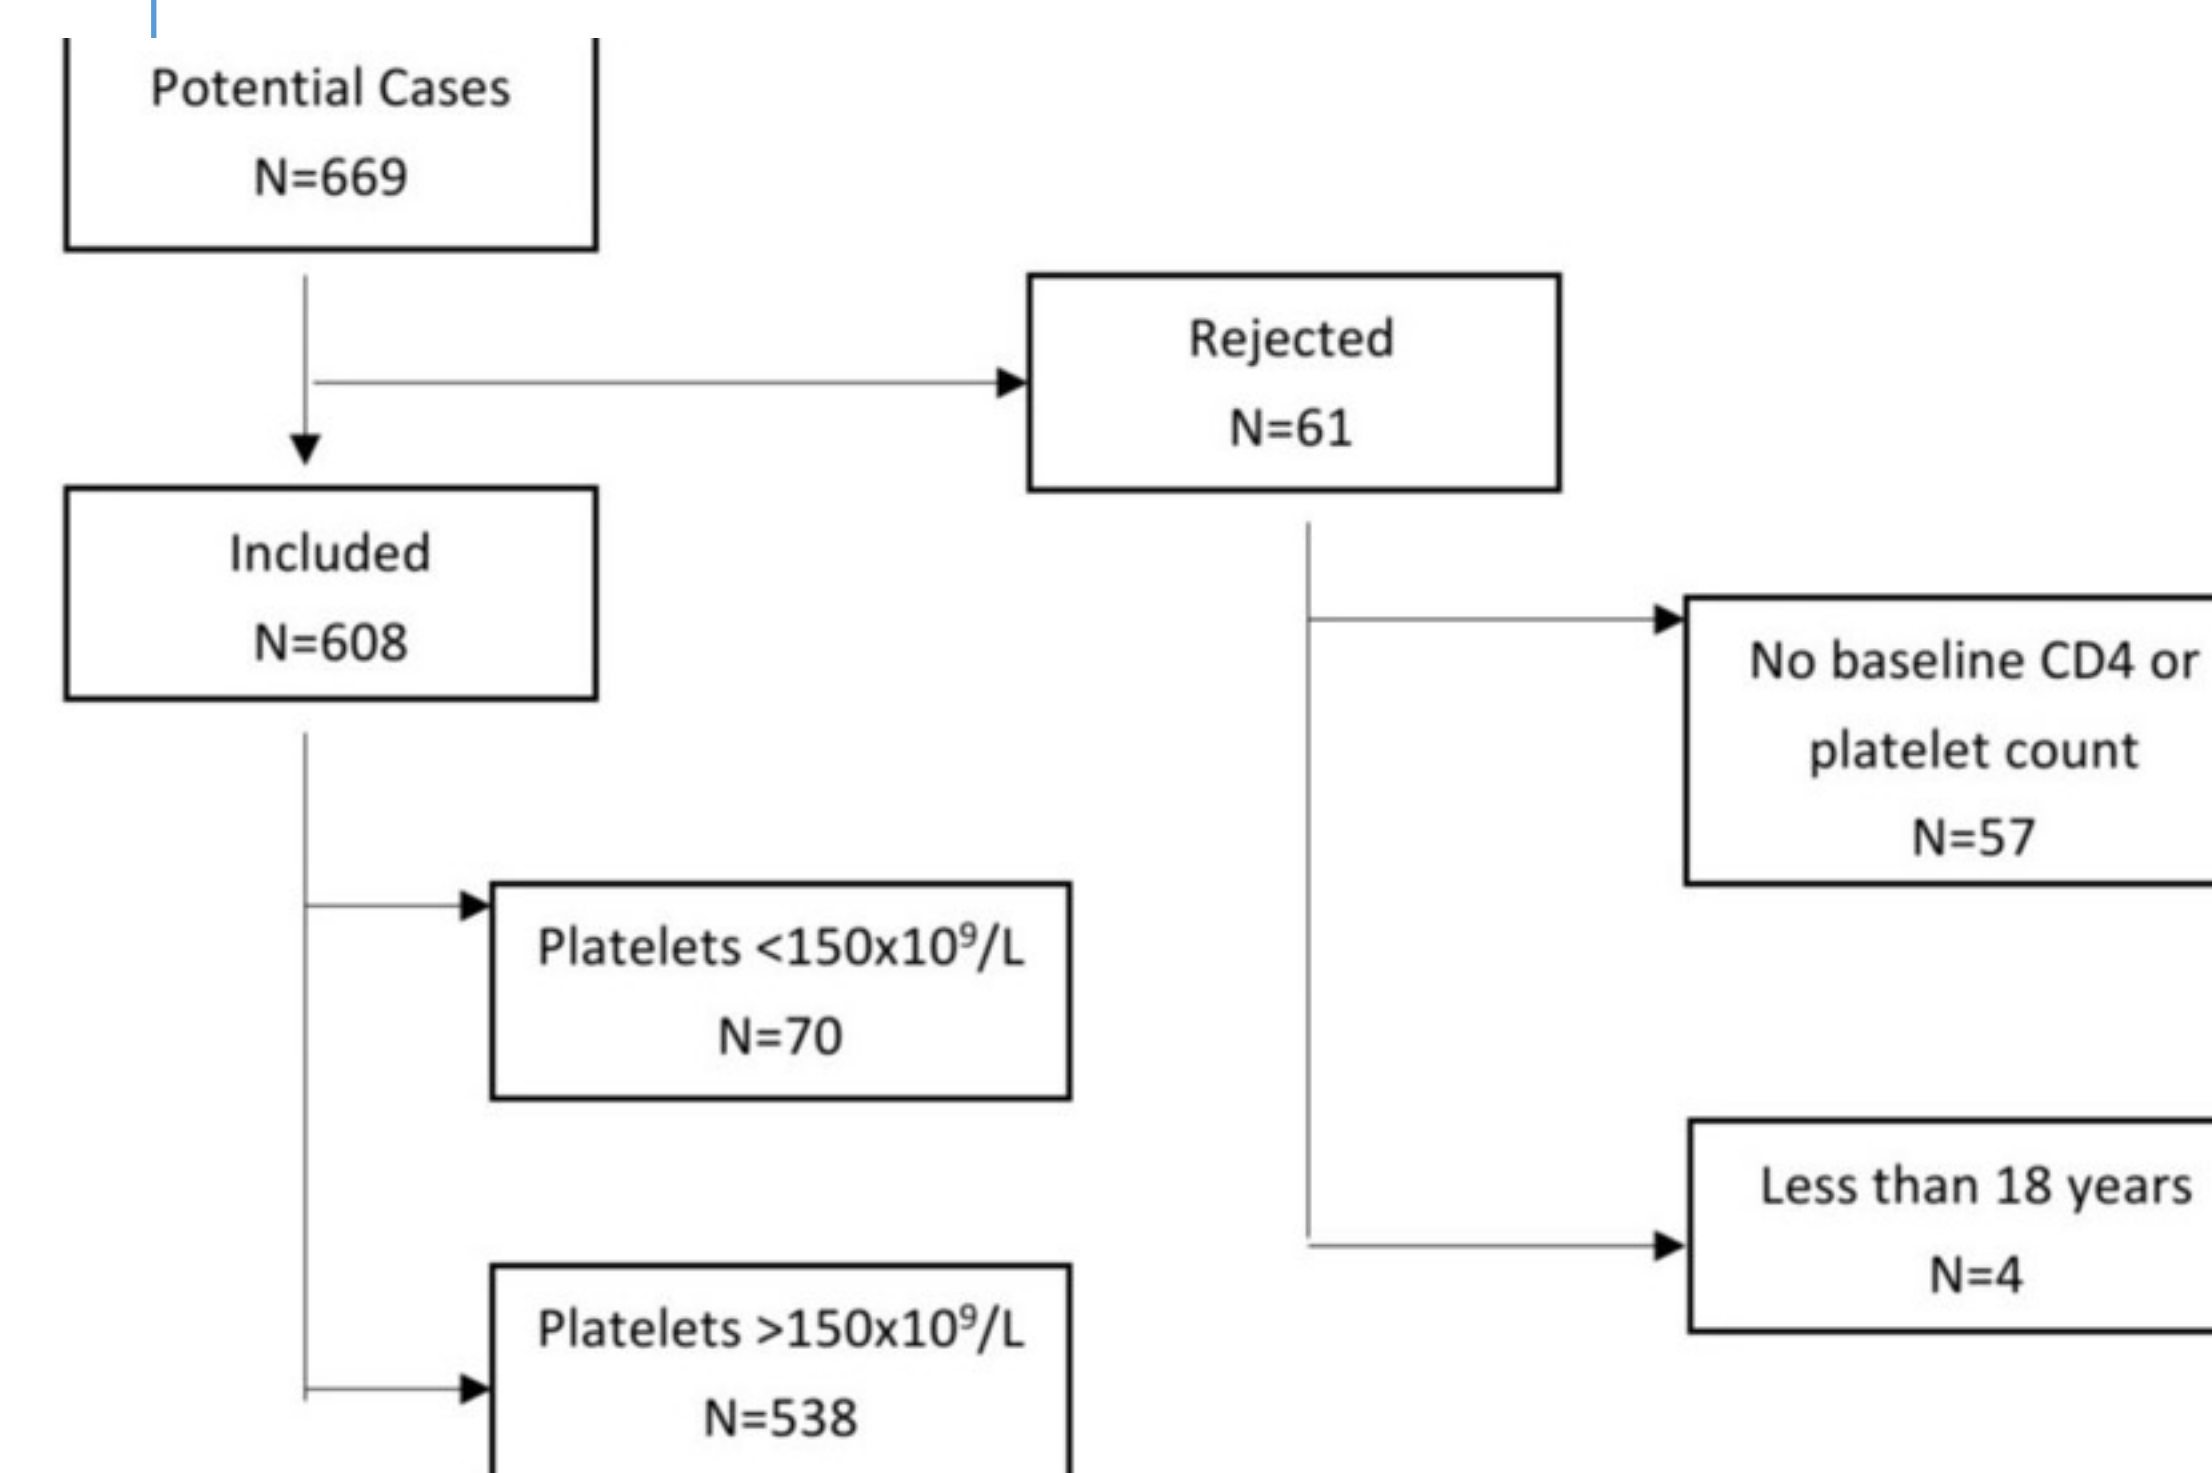 Potential Cases
N=669
Rejected
N=61
Included
N=608
No baseline CD4 or
platelet count
N=57
Platelets <150x10⁹/L
N=70
Less than 18 years
N=4
Platelets >150x10⁹/L
N=538